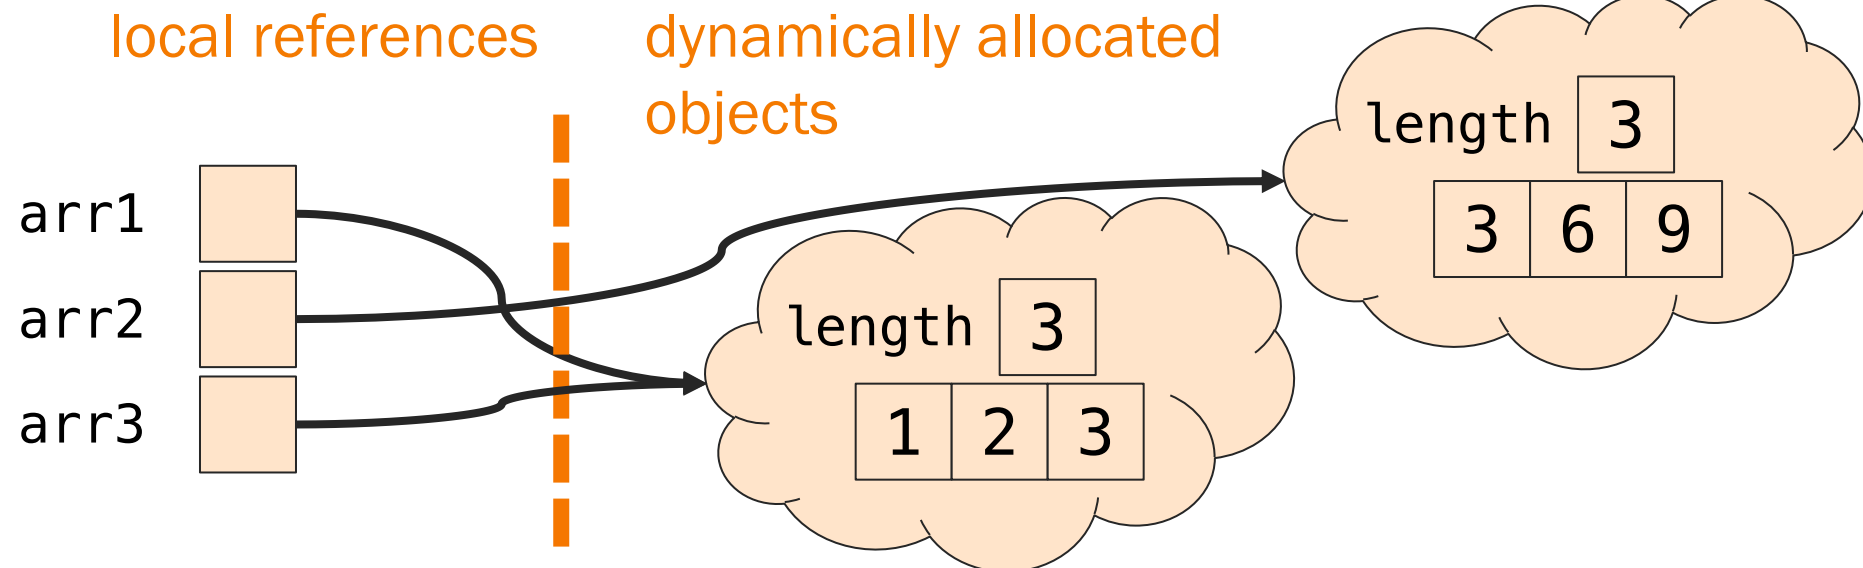 local references
dynamically allocated
objects
length 3
3 6 9
arr1
arr2
arr3
length 3
1 2 3